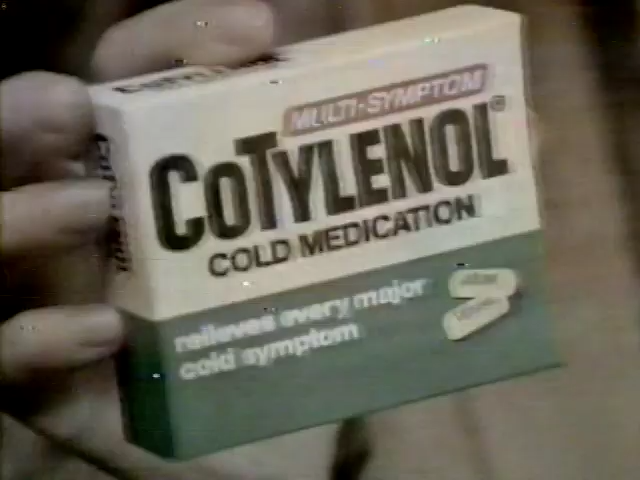 MULTI-SYMPTOM
COTYLENOL®
COLD MEDICATION
relieves every major
cold symptom